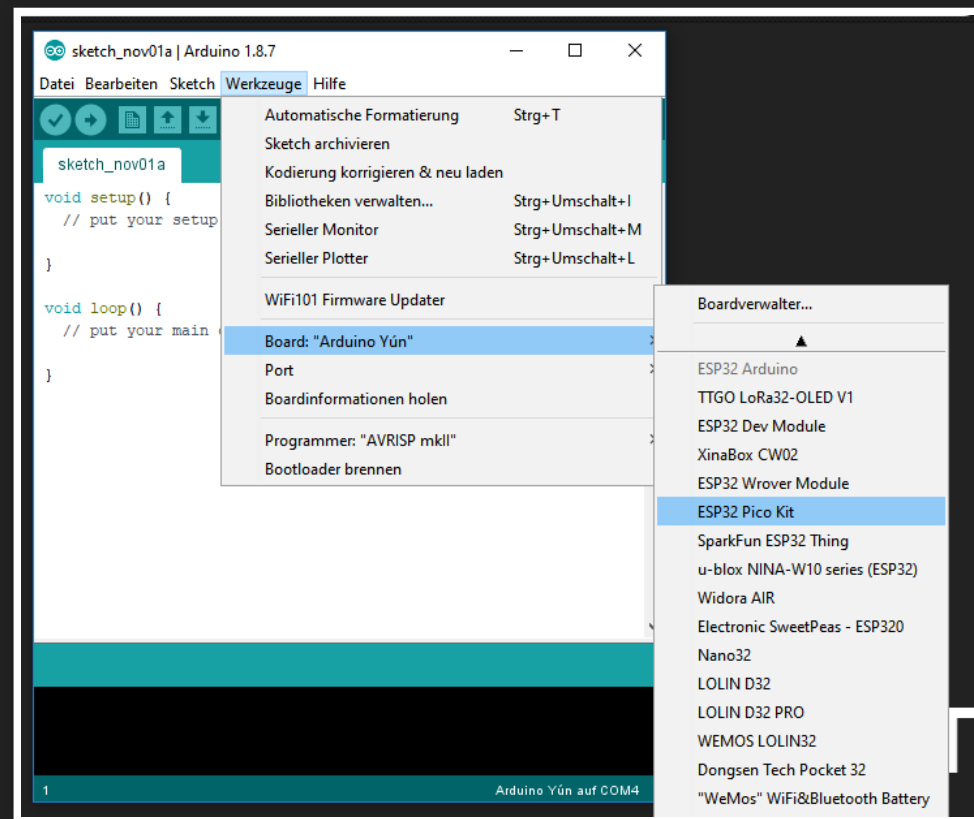 sketch_nov01a | Arduino 1.8.7
Datei Bearbeiten Sketch Werkzeuge Hilfe
sketch_nov01a
void setup() {
// put your setup
}
void loop() {
// put your main
}
Automatische Formatierung Strg+T
Sketch archivieren
Kodierung korrigieren & neu laden
Bibliotheken verwalten... Strg+Umschalt+I
Serieller Monitor Strg+Umschalt+M
Serieller Plotter Strg+Umschalt+L
WiFi101 Firmware Updater
Board: "Arduino Yún"
Port
Boardinformationen holen
Programmer: "AVRISP mkII"
Bootloader brennen
Boardverwalter...
ESP32 Arduino
TTGO LoRa32-OLED V1
ESP32 Dev Module
XinaBox CW02
ESP32 Wrover Module
ESP32 Pico Kit
SparkFun ESP32 Thing
u-blox NINA-W10 series (ESP32)
Widora AIR
Electronic SweetPeas - ESP320
Nano32
LOLIN D32
LOLIN D32 PRO
WEMOS LOLIN32
Dongsen Tech Pocket 32
"WeMos" WiFi&Bluetooth Battery
1 Arduino Yún auf COM4